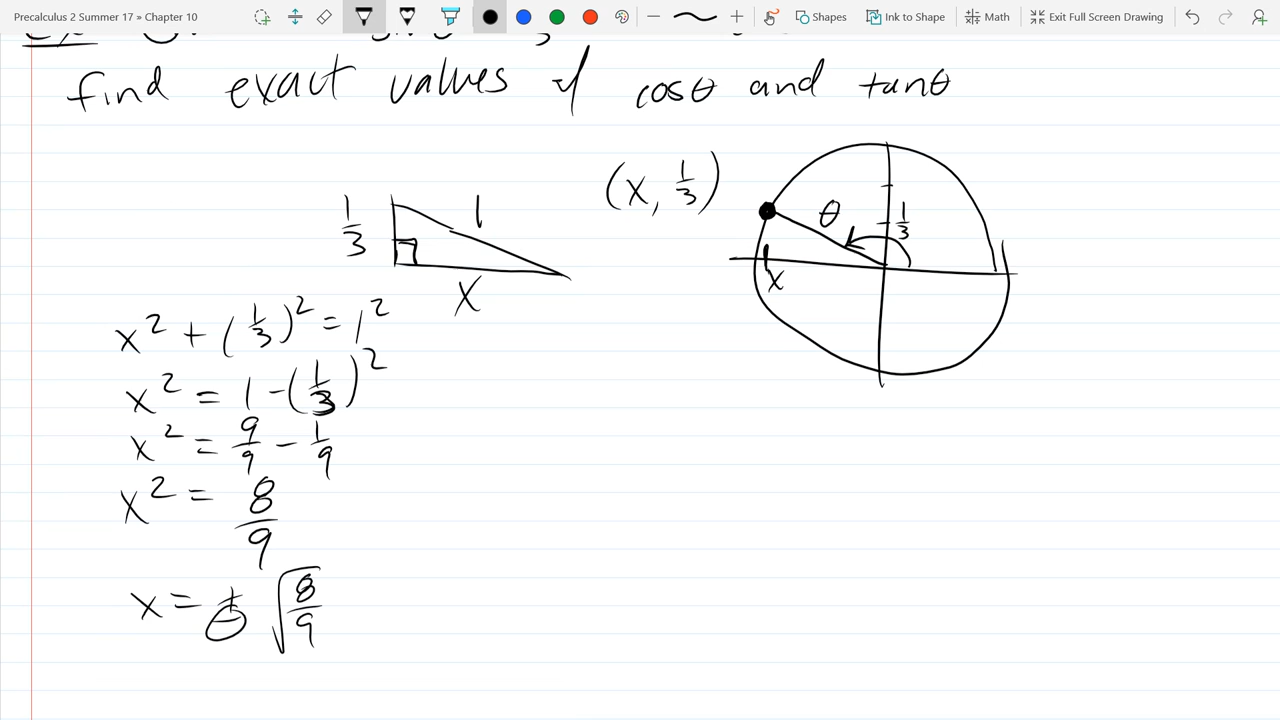 Precalculus 2 Summer 17 » Chapter 10
Shapes
Ink to Shape
Math
Exit Full Screen Drawing
find exact values of cosθ and tanθ
(x, 1/3)
θ
1/3
x
1/3
1
x
x² + (1/3)² = 1²
x² = 1 - (1/3)²
x² = 9/9 - 1/9
x² = 8/9
x = ± √(8/9)